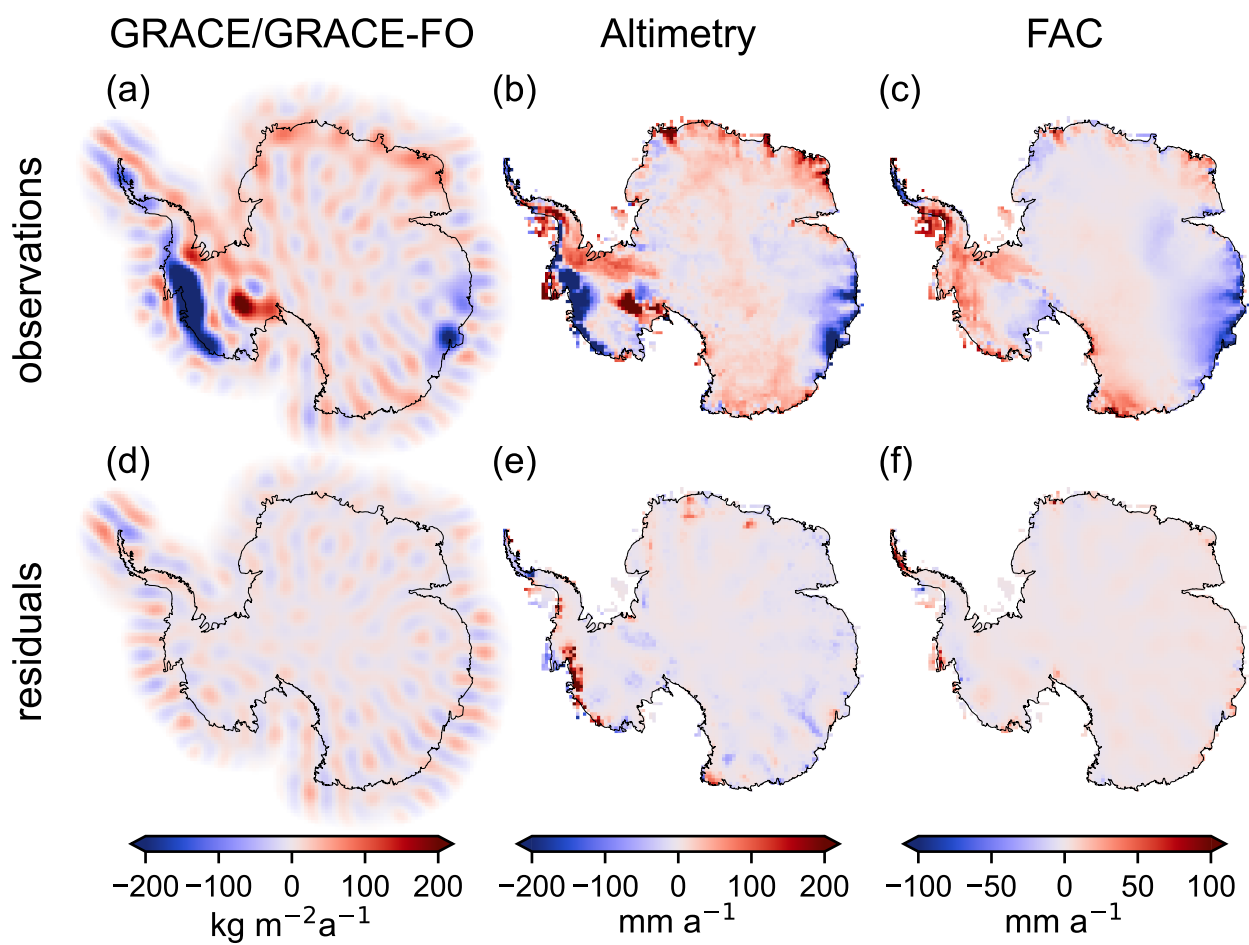 GRACE/GRACE-FO Altimetry FAC
(a) (b) (c)
observations
(d) (e) (f)
residuals
−200 −100 0 100 200 −200 −100 0 100 200 −100 −50 0 50 100
kg m⁻²a⁻¹ mm a⁻¹ mm a⁻¹